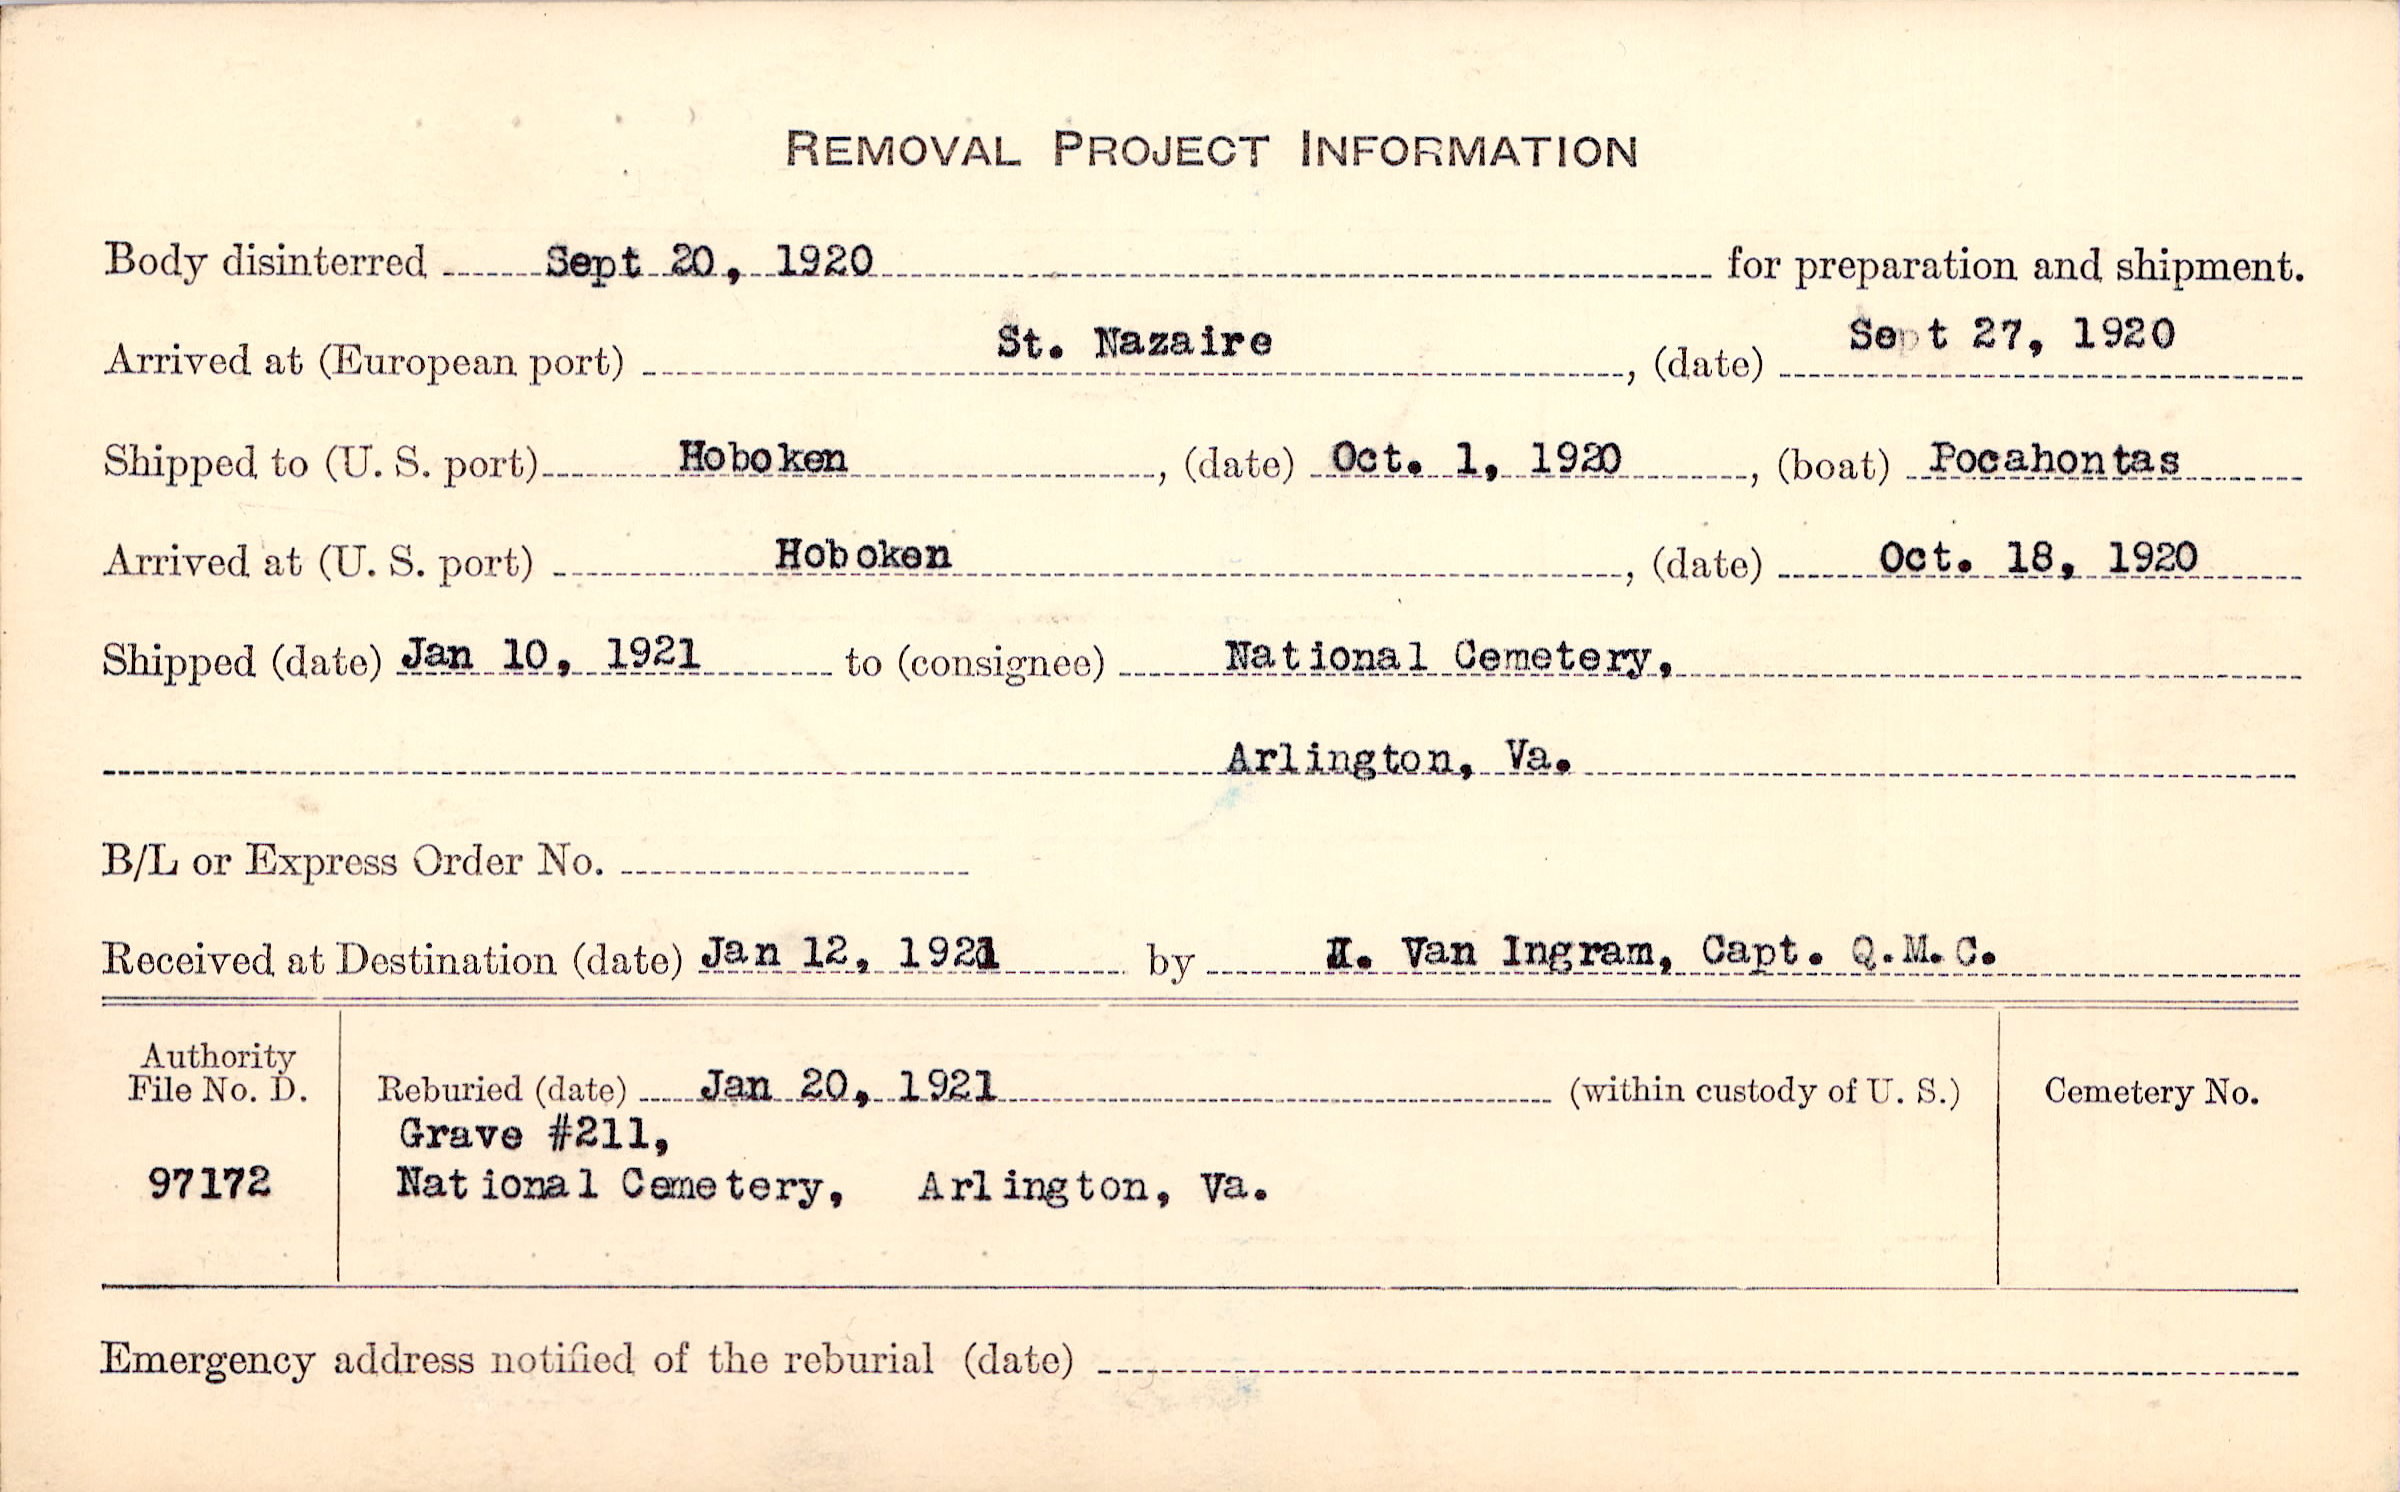 REMOVAL PROJECT INFORMATION
Body disinterred Sept 20, 1920 for preparation and shipment.
Arrived at (European port) St. Nazaire, (date) Sept 27, 1920
Shipped to (U. S. port) Hoboken, (date) Oct. 1, 1920, (boat) Pocahontas
Arrived at (U. S. port) Hoboken, (date) Oct. 18, 1920
Shipped (date) Jan 10, 1921 to (consignee) National Cemetery,
Arlington, Va.
B/L or Express Order No.
Received at Destination (date) Jan 12, 1921 by Van Ingram, Capt. Q.M.C.
Authority
File No. D.
97172
Reburied (date) Jan 20, 1921 (within custody of U. S.)
Grave #211,
National Cemetery, Arlington, Va.
Cemetery No.
Emergency address notified of the reburial (date)